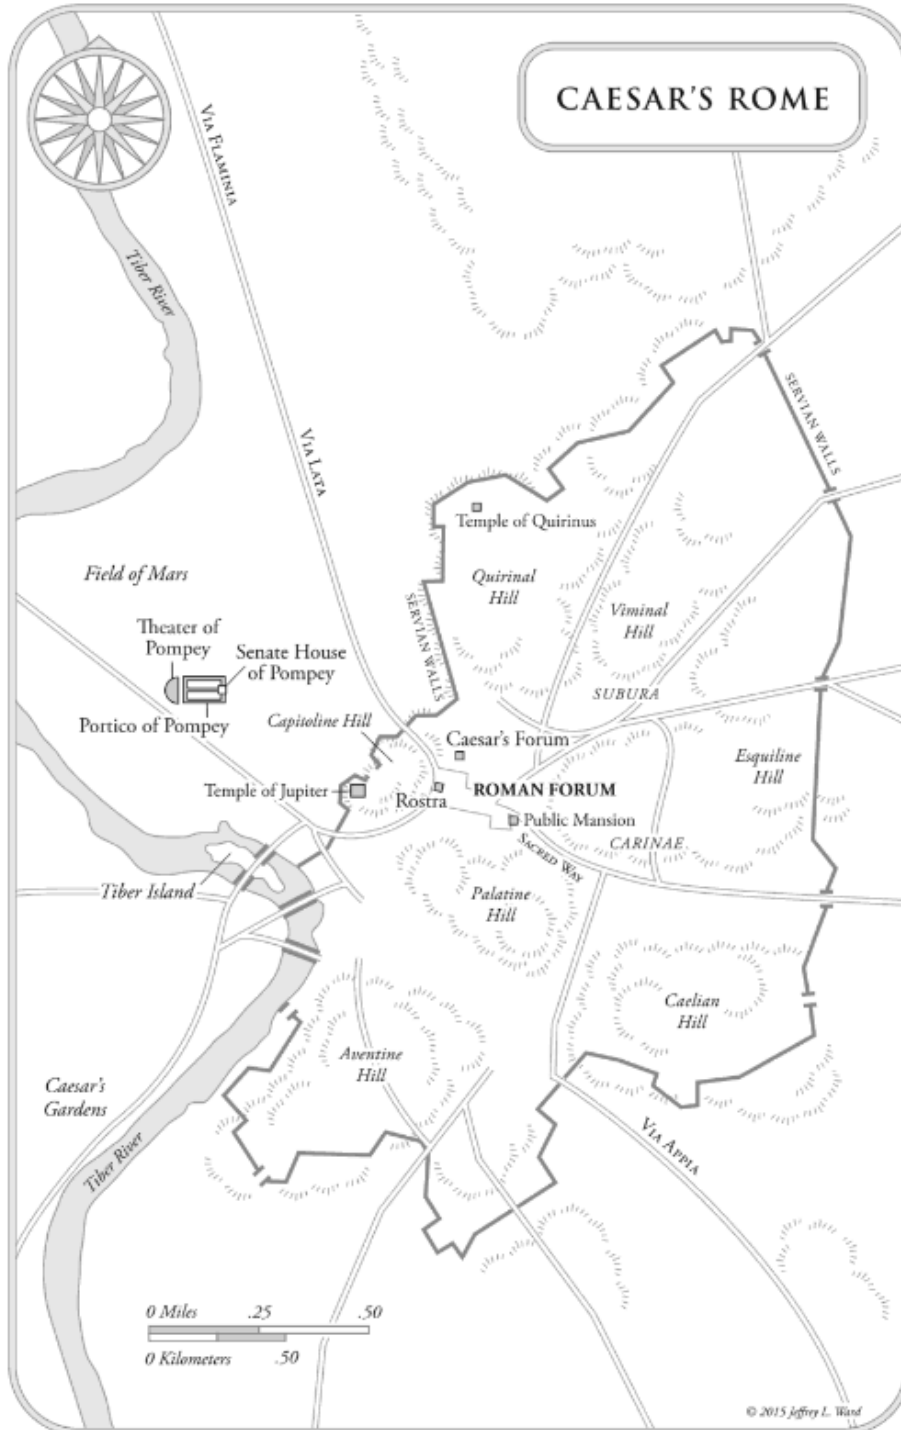 CAESAR'S ROME
VIA FLAMINIA
Tiber River
SERVIAN WALLS
VIA LATA
Temple of Quirinus
Field of Mars
Quirinal
Hill
SERVIAN WALLS
Viminal
Hill
Theater of
Pompey
Senate House
of Pompey
SUBURA
Portico of Pompey
Capitoline Hill
Caesar's Forum
Esquiline
Hill
Temple of Jupiter
Rostra
ROMAN FORUM
Public Mansion
SACRED WAY
CARINAE
Tiber Island
Palatine
Hill
Caelian
Hill
Aventine
Hill
Caesar's
Gardens
Tiber River
VIA APPIA
0 Miles .25 .50
0 Kilometers .50
© 2015 Jeffrey L. Ward